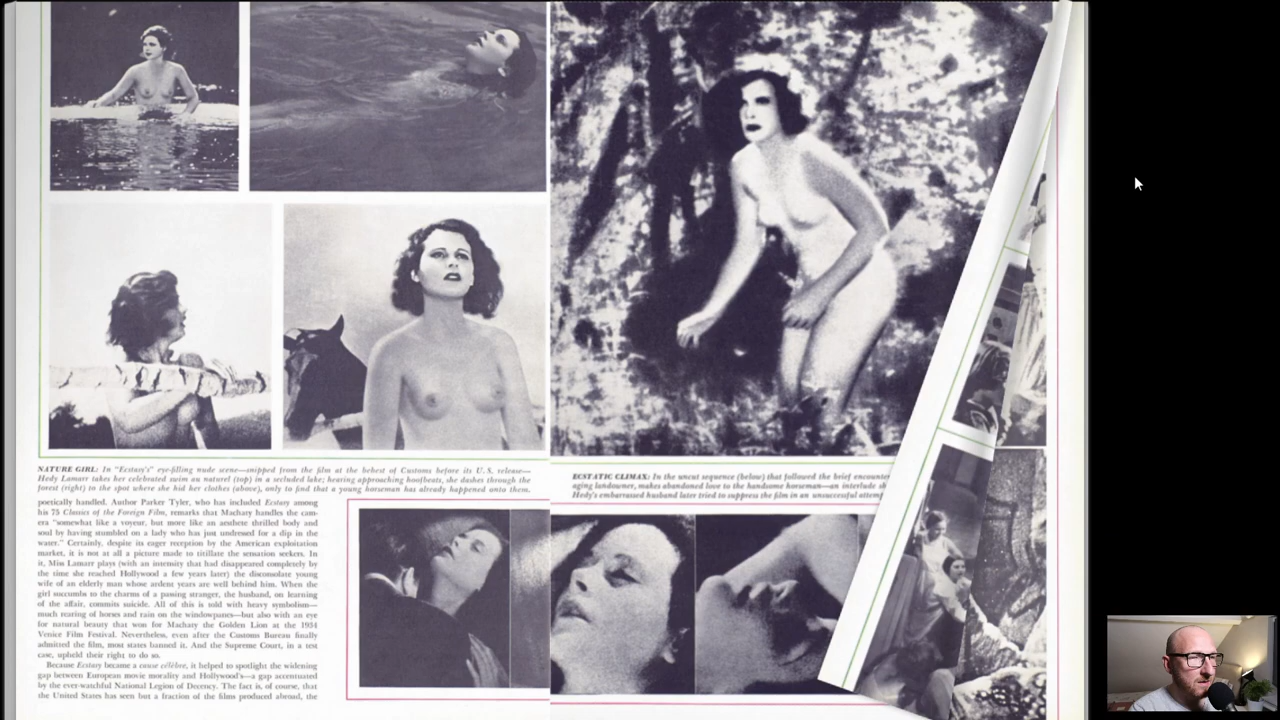 NATURE GIRL: In "Ecstasy's" eye-filling nude scene—snipped from the film at the behest of Customs before its U.S. release—
Hedy Lamarr takes her celebrated swim au naturel (top) in a secluded lake; hearing approaching hoofbeats, she dashes through the
forest (right) to the spot where she hid her clothes (above), only to find that a young horseman has already happened onto them.
poetically handled. Author Parker Tyler, who has included Ecstasy among
his 75 Classics of the Foreign Film, remarks that Machaty handles the cam-
era "somewhat like a voyeur, but more like an aesthete thrilled body and
soul by having stumbled on a lady who has just undressed for a dip in the
water." Certainly, despite its eager reception by the American exploitation
market, it is not at all a picture made to titillate the sensation seekers. In
it, Miss Lamarr plays (with an intensity that had disappeared completely by
the time she reached Hollywood a few years later) the disconsolate young
wife of an elderly man whose ardent years are well behind him. When the
girl succumbs to the charms of a passing stranger, the husband, on learning
of the affair, commits suicide. All of this is told with heavy symbolism—
much rearing of horses and rain on the windowpanes—but also with an eye
for natural beauty that won for Machaty the Golden Lion at the 1934
Venice Film Festival. Nevertheless, even after the Customs Bureau finally
admitted the film, most states banned it. And the Supreme Court, in a test
case, upheld their right to do so.
Because Ecstasy became a cause célèbre, it helped to spotlight the widening
gap between European movie morality and Hollywood's—a gap accentuated
by the ever-watchful National Legion of Decency. The fact is, of course, that
the United States has seen but a fraction of the films produced abroad, the
ECSTATIC CLIMAX: In the uncut sequence (below) that followed the brief encounter
aging landowner, makes abandoned love to the handsome horseman—an interlude
Hedy's embarrassed husband later tried to suppress the film in an unsuccessful